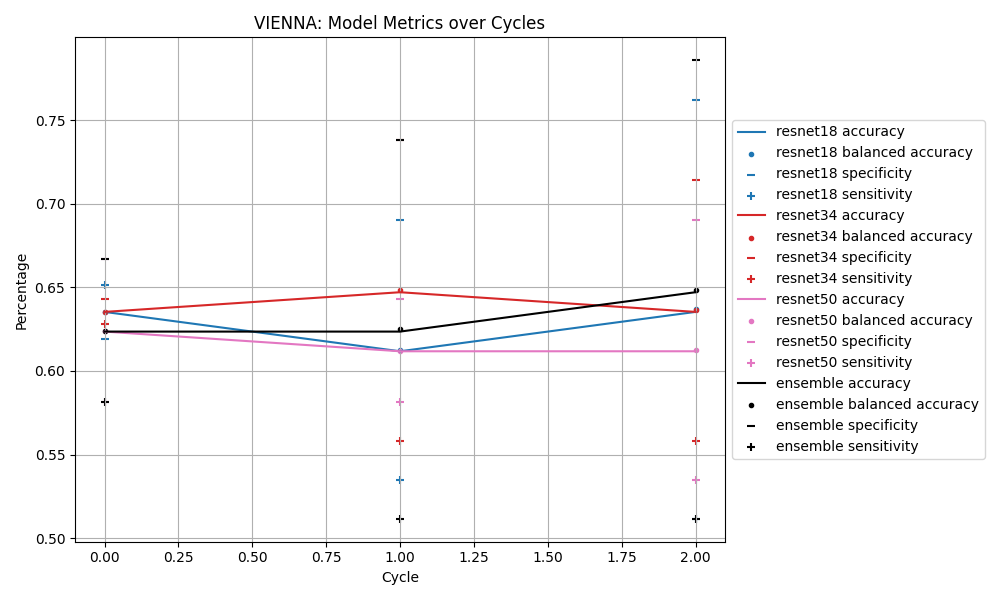 VIENNA: Model Metrics over Cycles
Percentage
0.75
0.70
0.65
0.60
0.55
0.50
0.00 0.25 0.50 0.75 1.00 1.25 1.50 1.75 2.00
Cycle
resnet18 accuracy
resnet18 balanced accuracy
resnet18 specificity
resnet18 sensitivity
resnet34 accuracy
resnet34 balanced accuracy
resnet34 specificity
resnet34 sensitivity
resnet50 accuracy
resnet50 balanced accuracy
resnet50 specificity
resnet50 sensitivity
ensemble accuracy
ensemble balanced accuracy
ensemble specificity
ensemble sensitivity